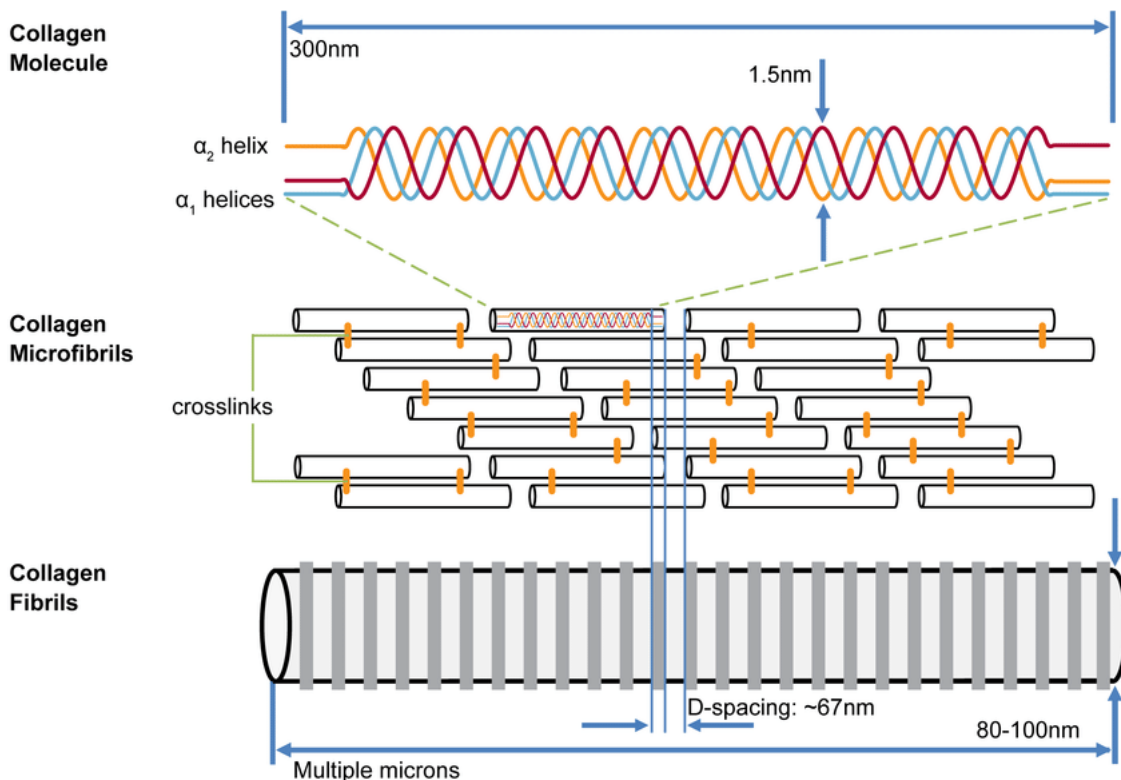 Collagen
Molecule
300nm
1.5nm
α₂ helix
α₁ helices
Collagen
Microfibrils
crosslinks
Collagen
Fibrils
D-spacing: ~67nm
80-100nm
Multiple microns